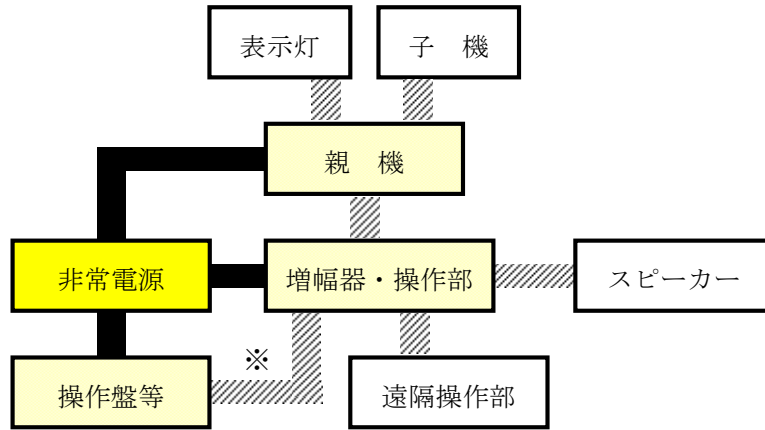 表示灯
子　機
親　機
非常電源
増幅器・操作部
スピーカー
※
操作盤等
遠隔操作部